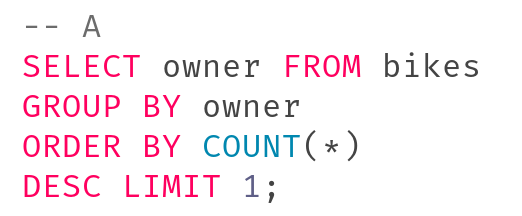 -- A
SELECT owner FROM bikes
GROUP BY owner
ORDER BY COUNT(*)
DESC LIMIT 1;